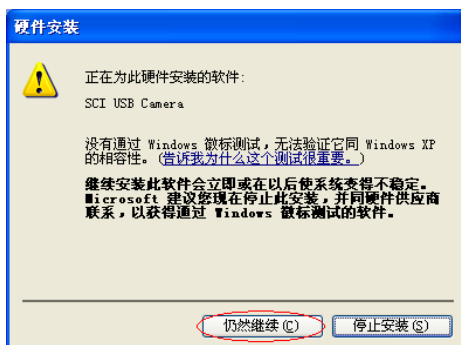 硬件安装
正在为此硬件安装的软件:
SCI USB Camera
没有通过 Windows 徽标测试，无法验证它同 Windows XP
的相容性。(告诉我为什么这个测试很重要。)
继续安装此软件会立即或在以后使系统变得不稳定。
Microsoft 建议您现在停止此安装，并同硬件供应商
联系，以获得通过 Windows 徽标测试的软件。
仍然继续(C) 停止安装(S)